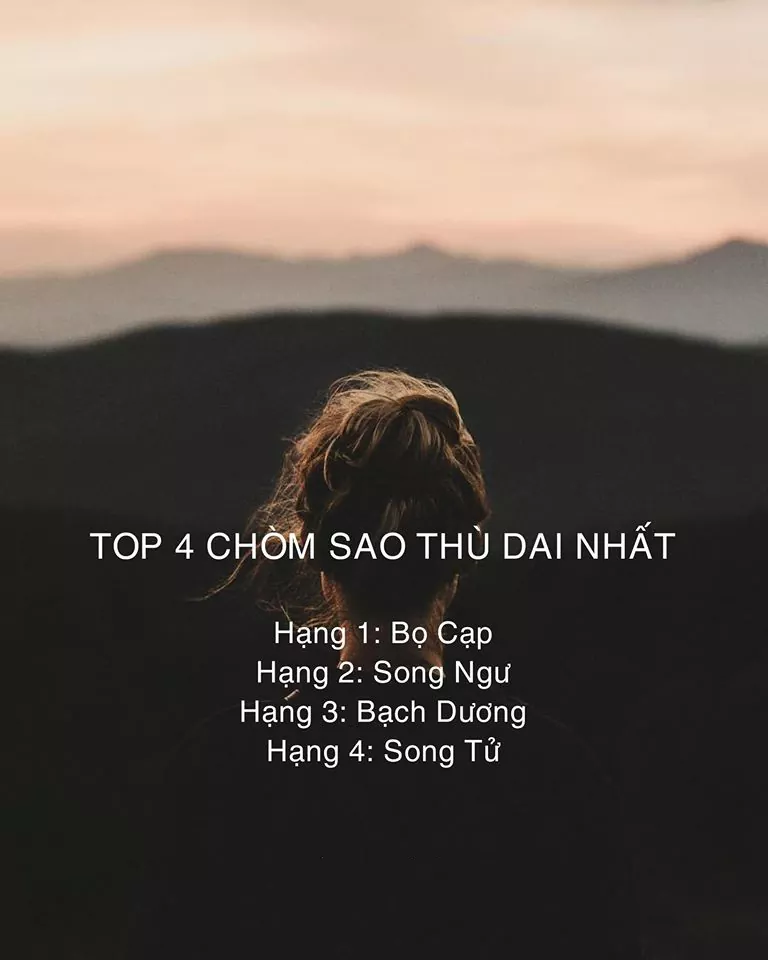 TOP 4 CHÒM SAO THÙ DAI NHẤT
Hạng 1: Bọ Cạp
Hạng 2: Song Ngư
Hạng 3: Bạch Dương
Hạng 4: Song Tử